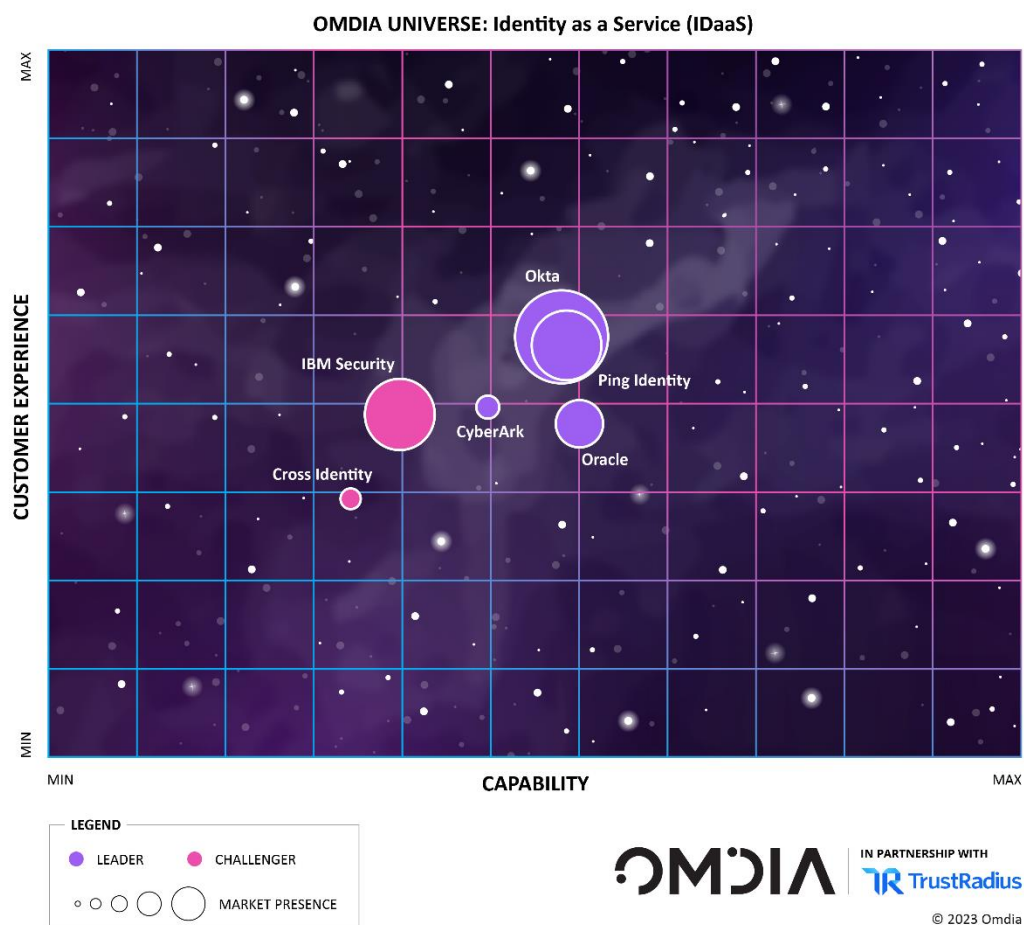 OMDIA UNIVERSE: Identity as a Service (IDaaS)
MAX
CUSTOMER EXPERIENCE
MIN
Okta
IBM Security
Ping Identity
CyberArk
Oracle
Cross Identity
MIN
CAPABILITY
MAX
LEGEND
LEADER
CHALLENGER
MARKET PRESENCE
OMDIA
IN PARTNERSHIP WITH
TR TrustRadius
© 2023 Omdia